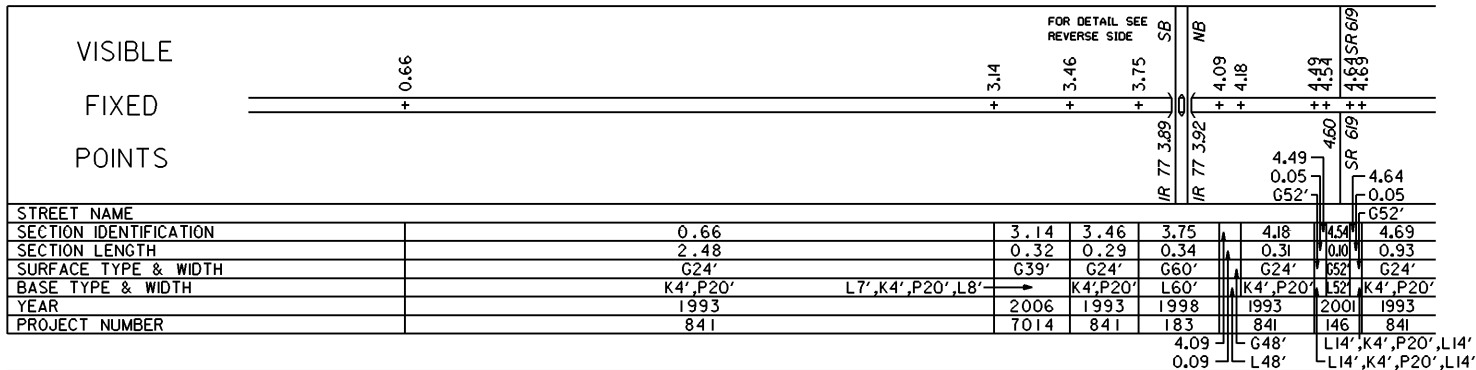 FOR DETAIL SEE
REVERSE SIDE
SB
NB
SR 619
VISIBLE
FIXED
POINTS
0.66
3.14
3.46
3.75
4.09
4.18
4.49
4.54
4.64
4.69
IR 77 3.89
IR 77 3.92
4.60
SR 619
4.49
0.05
G52'
4.64
0.05
G52'
STREET NAME
SECTION IDENTIFICATION 0.66 3.14 3.46 3.75 4.18 4.54 4.69
SECTION LENGTH 2.48 0.32 0.29 0.34 0.31 0.10 0.93
SURFACE TYPE & WIDTH G24' G39' G24' G60' G24' G52' G24'
BASE TYPE & WIDTH K4',P20' L7',K4',P20',L8' K4',P20' L60' K4',P20' L52' K4',P20'
YEAR 1993 2006 1993 1998 1993 2001 1993
PROJECT NUMBER 841 7014 841 183 841 146 841
4.09 G48' L14',K4',P20',L14'
0.09 L48' L14',K4',P20',L14'